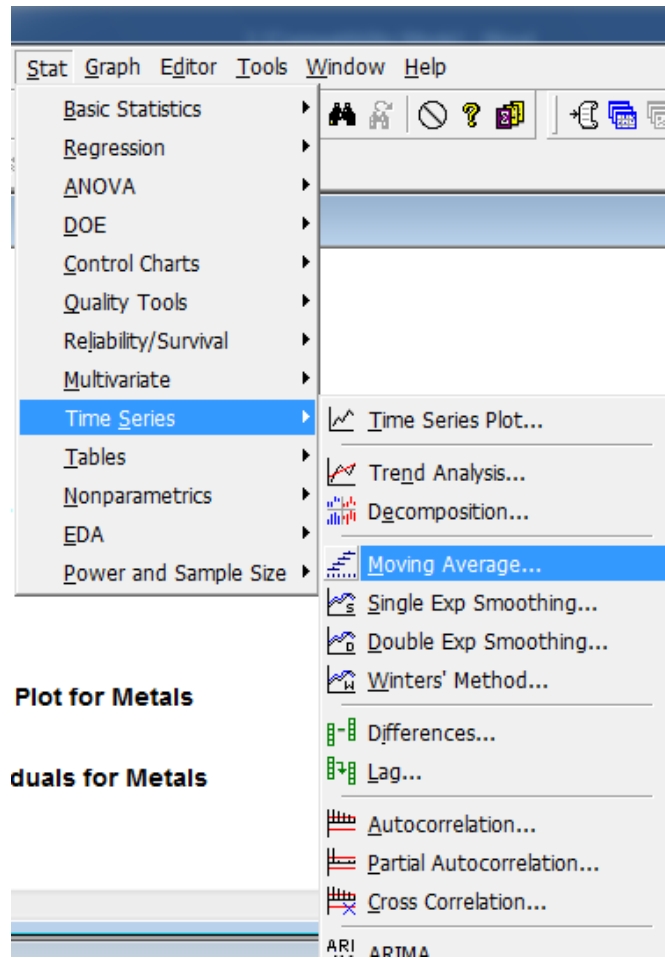 Stat Graph Editor Tools Window Help
Basic Statistics
Regression
ANOVA
DOE
Control Charts
Quality Tools
Reliability/Survival
Multivariate
Time Series
Tables
Nonparametrics
EDA
Power and Sample Size
Time Series Plot...
Trend Analysis...
Decomposition...
Moving Average...
Single Exp Smoothing...
Double Exp Smoothing...
Winters' Method...
Differences...
Lag...
Autocorrelation...
Partial Autocorrelation...
Cross Correlation...
ARIMA
Plot for Metals
duals for Metals